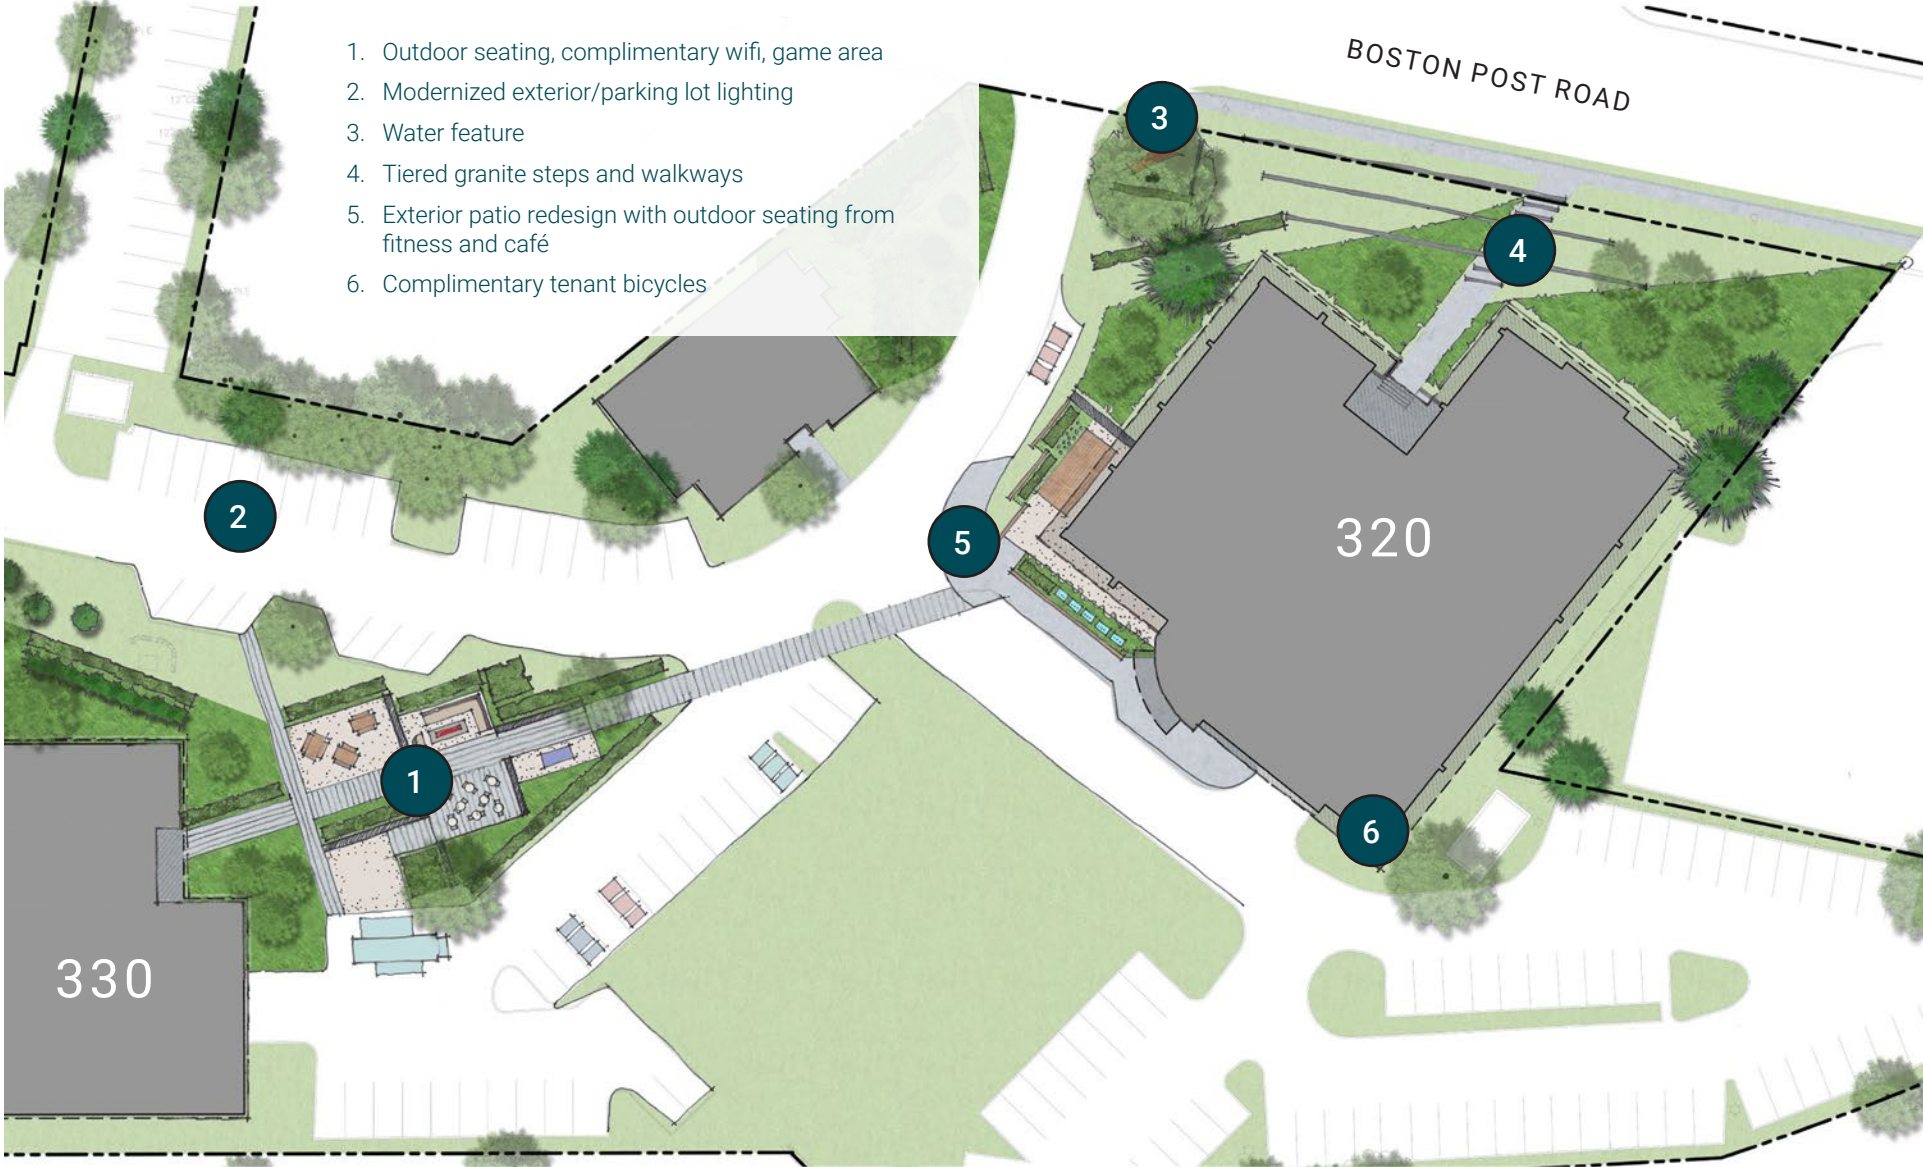 1. Outdoor seating, complimentary wifi, game area
2. Modernized exterior/parking lot lighting
3. Water feature
4. Tiered granite steps and walkways
5. Exterior patio redesign with outdoor seating from
fitness and café
6. Complimentary tenant bicycles
BOSTON POST ROAD
3
4
2
5
320
1
6
330